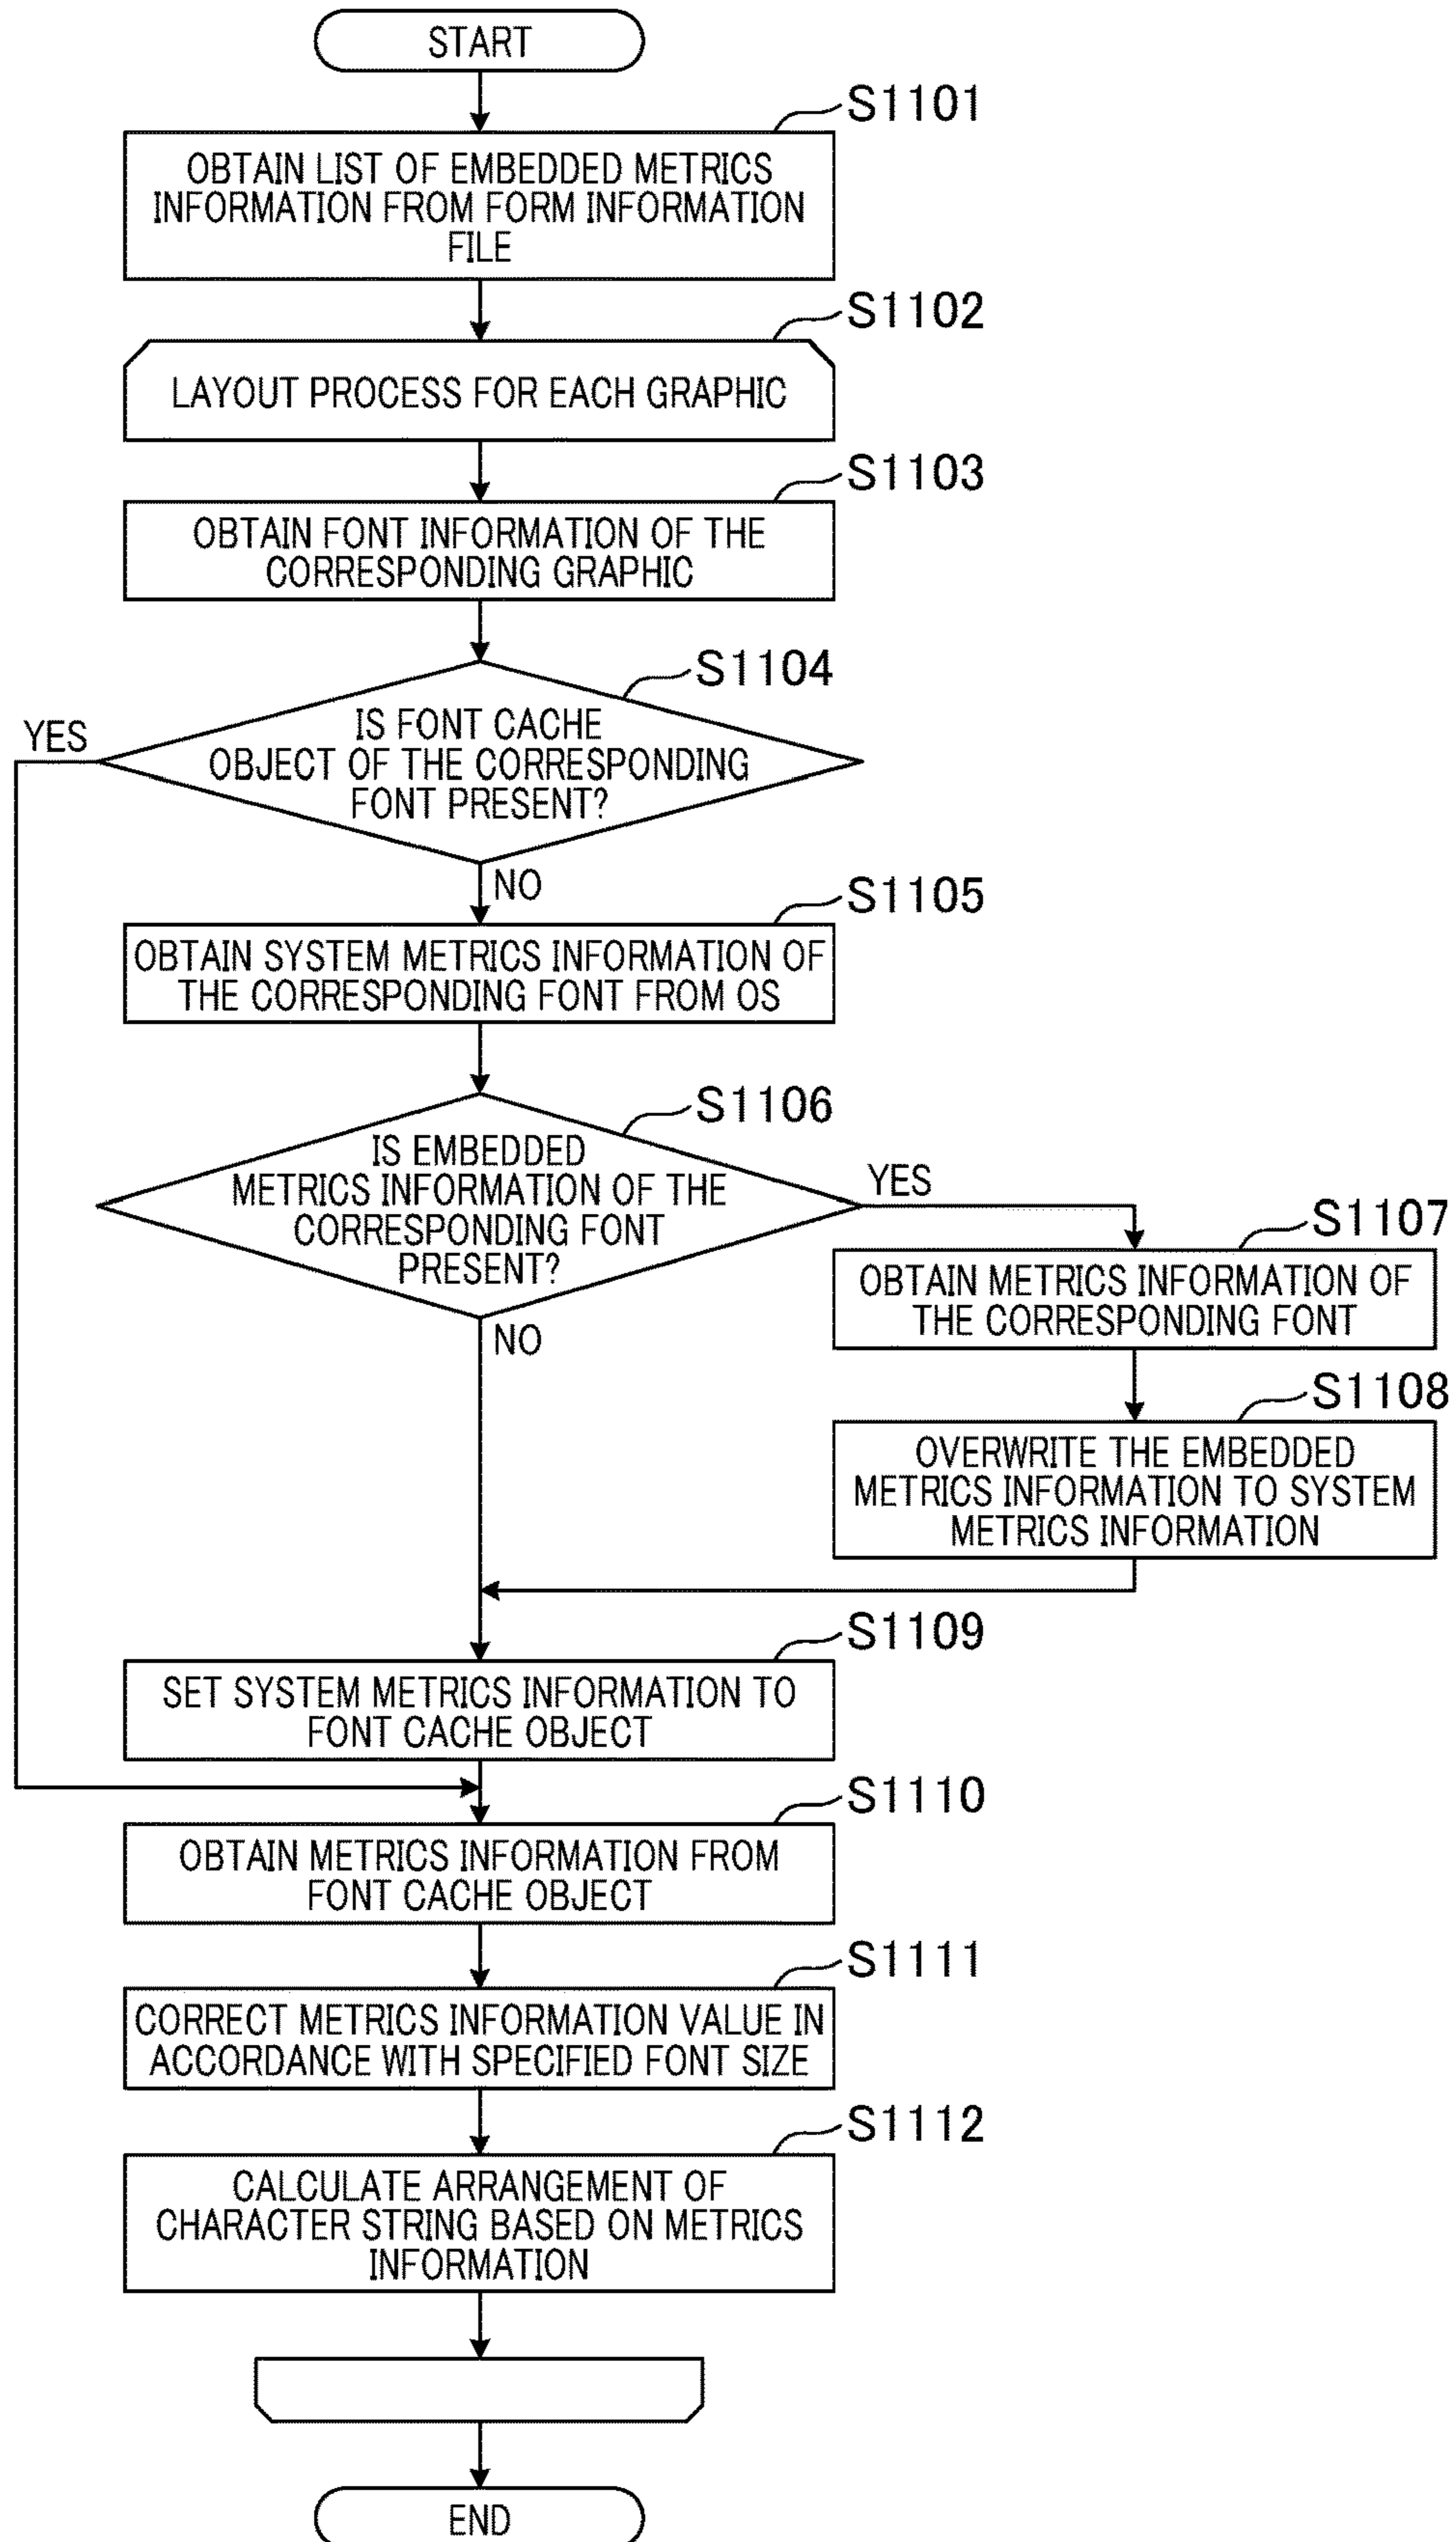 START
S1101
OBTAIN LIST OF EMBEDDED METRICS
INFORMATION FROM FORM INFORMATION
FILE
S1102
LAYOUT PROCESS FOR EACH GRAPHIC
S1103
OBTAIN FONT INFORMATION OF THE
CORRESPONDING GRAPHIC
S1104
YES
IS FONT CACHE
OBJECT OF THE CORRESPONDING
FONT PRESENT?
NO
S1105
OBTAIN SYSTEM METRICS INFORMATION OF
THE CORRESPONDING FONT FROM OS
S1106
IS EMBEDDED
METRICS INFORMATION OF THE
CORRESPONDING FONT
PRESENT?
YES
NO
S1107
OBTAIN METRICS INFORMATION OF
THE CORRESPONDING FONT
S1108
OVERWRITE THE EMBEDDED
METRICS INFORMATION TO SYSTEM
METRICS INFORMATION
S1109
SET SYSTEM METRICS INFORMATION TO
FONT CACHE OBJECT
S1110
OBTAIN METRICS INFORMATION FROM
FONT CACHE OBJECT
S1111
CORRECT METRICS INFORMATION VALUE IN
ACCORDANCE WITH SPECIFIED FONT SIZE
S1112
CALCULATE ARRANGEMENT OF
CHARACTER STRING BASED ON METRICS
INFORMATION
END